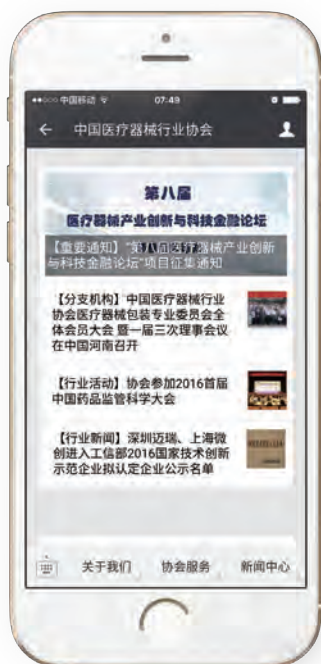 中国移动
07:49
中国医疗器械行业协会
第八届
医疗器械产业创新与科技金融论坛
【重要通知】"第八届医疗器械产业创新
与科技金融论坛"项目征集通知
【分支机构】中国医疗器械行业
协会医疗器械包装专业委员会全
体会员大会 暨一届三次理事会议
在中国河南召开
【行业活动】协会参加2016首届
中国药品监管科学大会
【行业新闻】深圳迈瑞、上海微
创进入工信部2016国家技术创新
示范企业拟认定企业公示名单
关于我们
协会服务
新闻中心